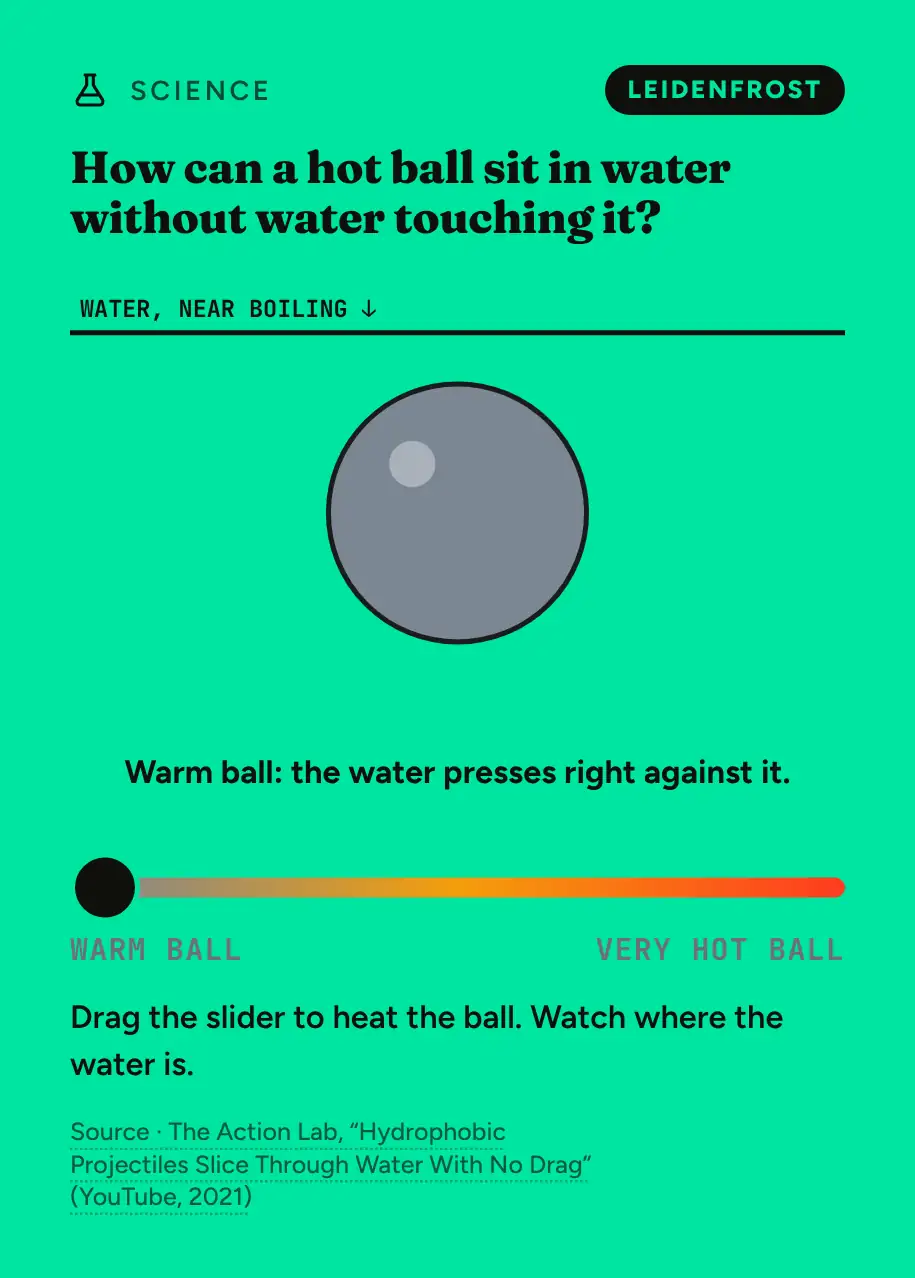 SCIENCE
LEIDENFROST
How can a hot ball sit in water
without water touching it?
WATER, NEAR BOILING ↓
Warm ball: the water presses right against it.
WARM BALL
VERY HOT BALL
Drag the slider to heat the ball. Watch where the
water is.
Source · The Action Lab, “Hydrophobic
Projectiles Slice Through Water With No Drag”
(YouTube, 2021)